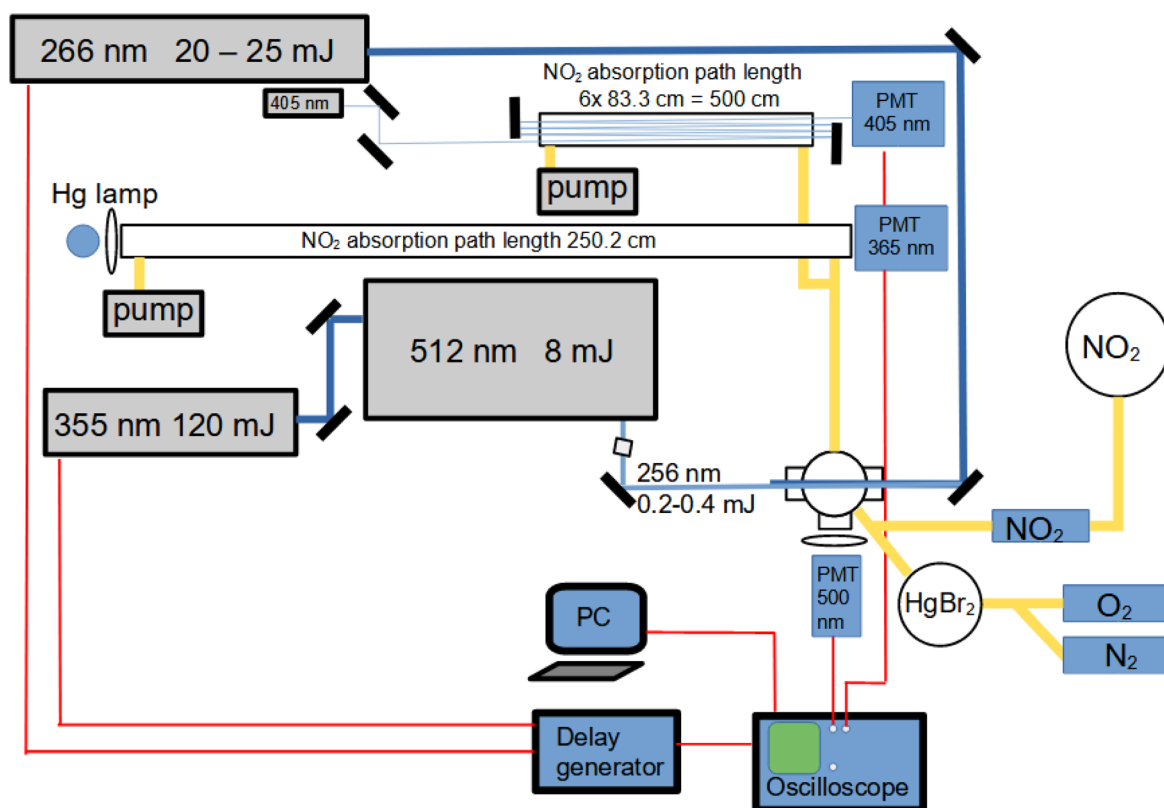 266 nm 20 – 25 mJ
NO₂ absorption path length
6x 83.3 cm = 500 cm
405 nm
PMT
405 nm
pump
Hg lamp
NO₂ absorption path length 250.2 cm
PMT
365 nm
pump
512 nm 8 mJ
NO₂
355 nm 120 mJ
256 nm
0.2-0.4 mJ
NO₂
PMT
500
nm
HgBr₂
O₂
N₂
PC
Delay
generator
Oscilloscope